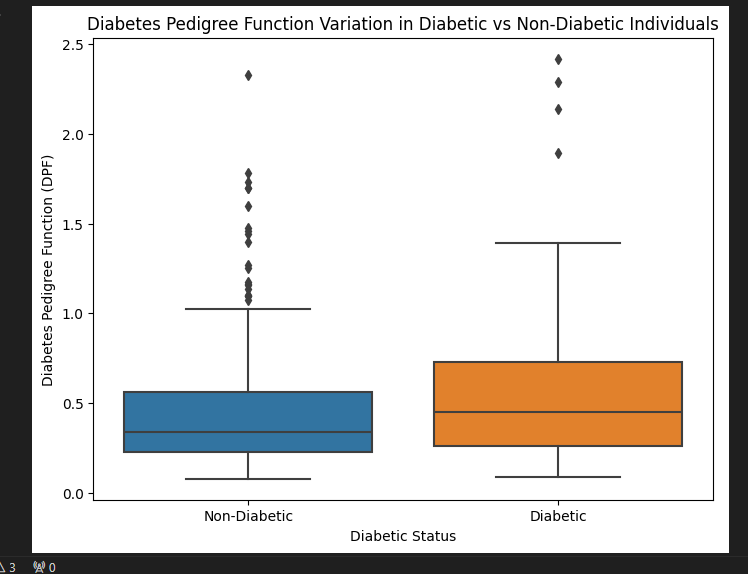 Diabetes Pedigree Function Variation in Diabetic vs Non-Diabetic Individuals
2.5
2.0
1.5
1.0
0.5
0.0
Diabetes Pedigree Function (DPF)
Non-Diabetic
Diabetic
Diabetic Status
3
0